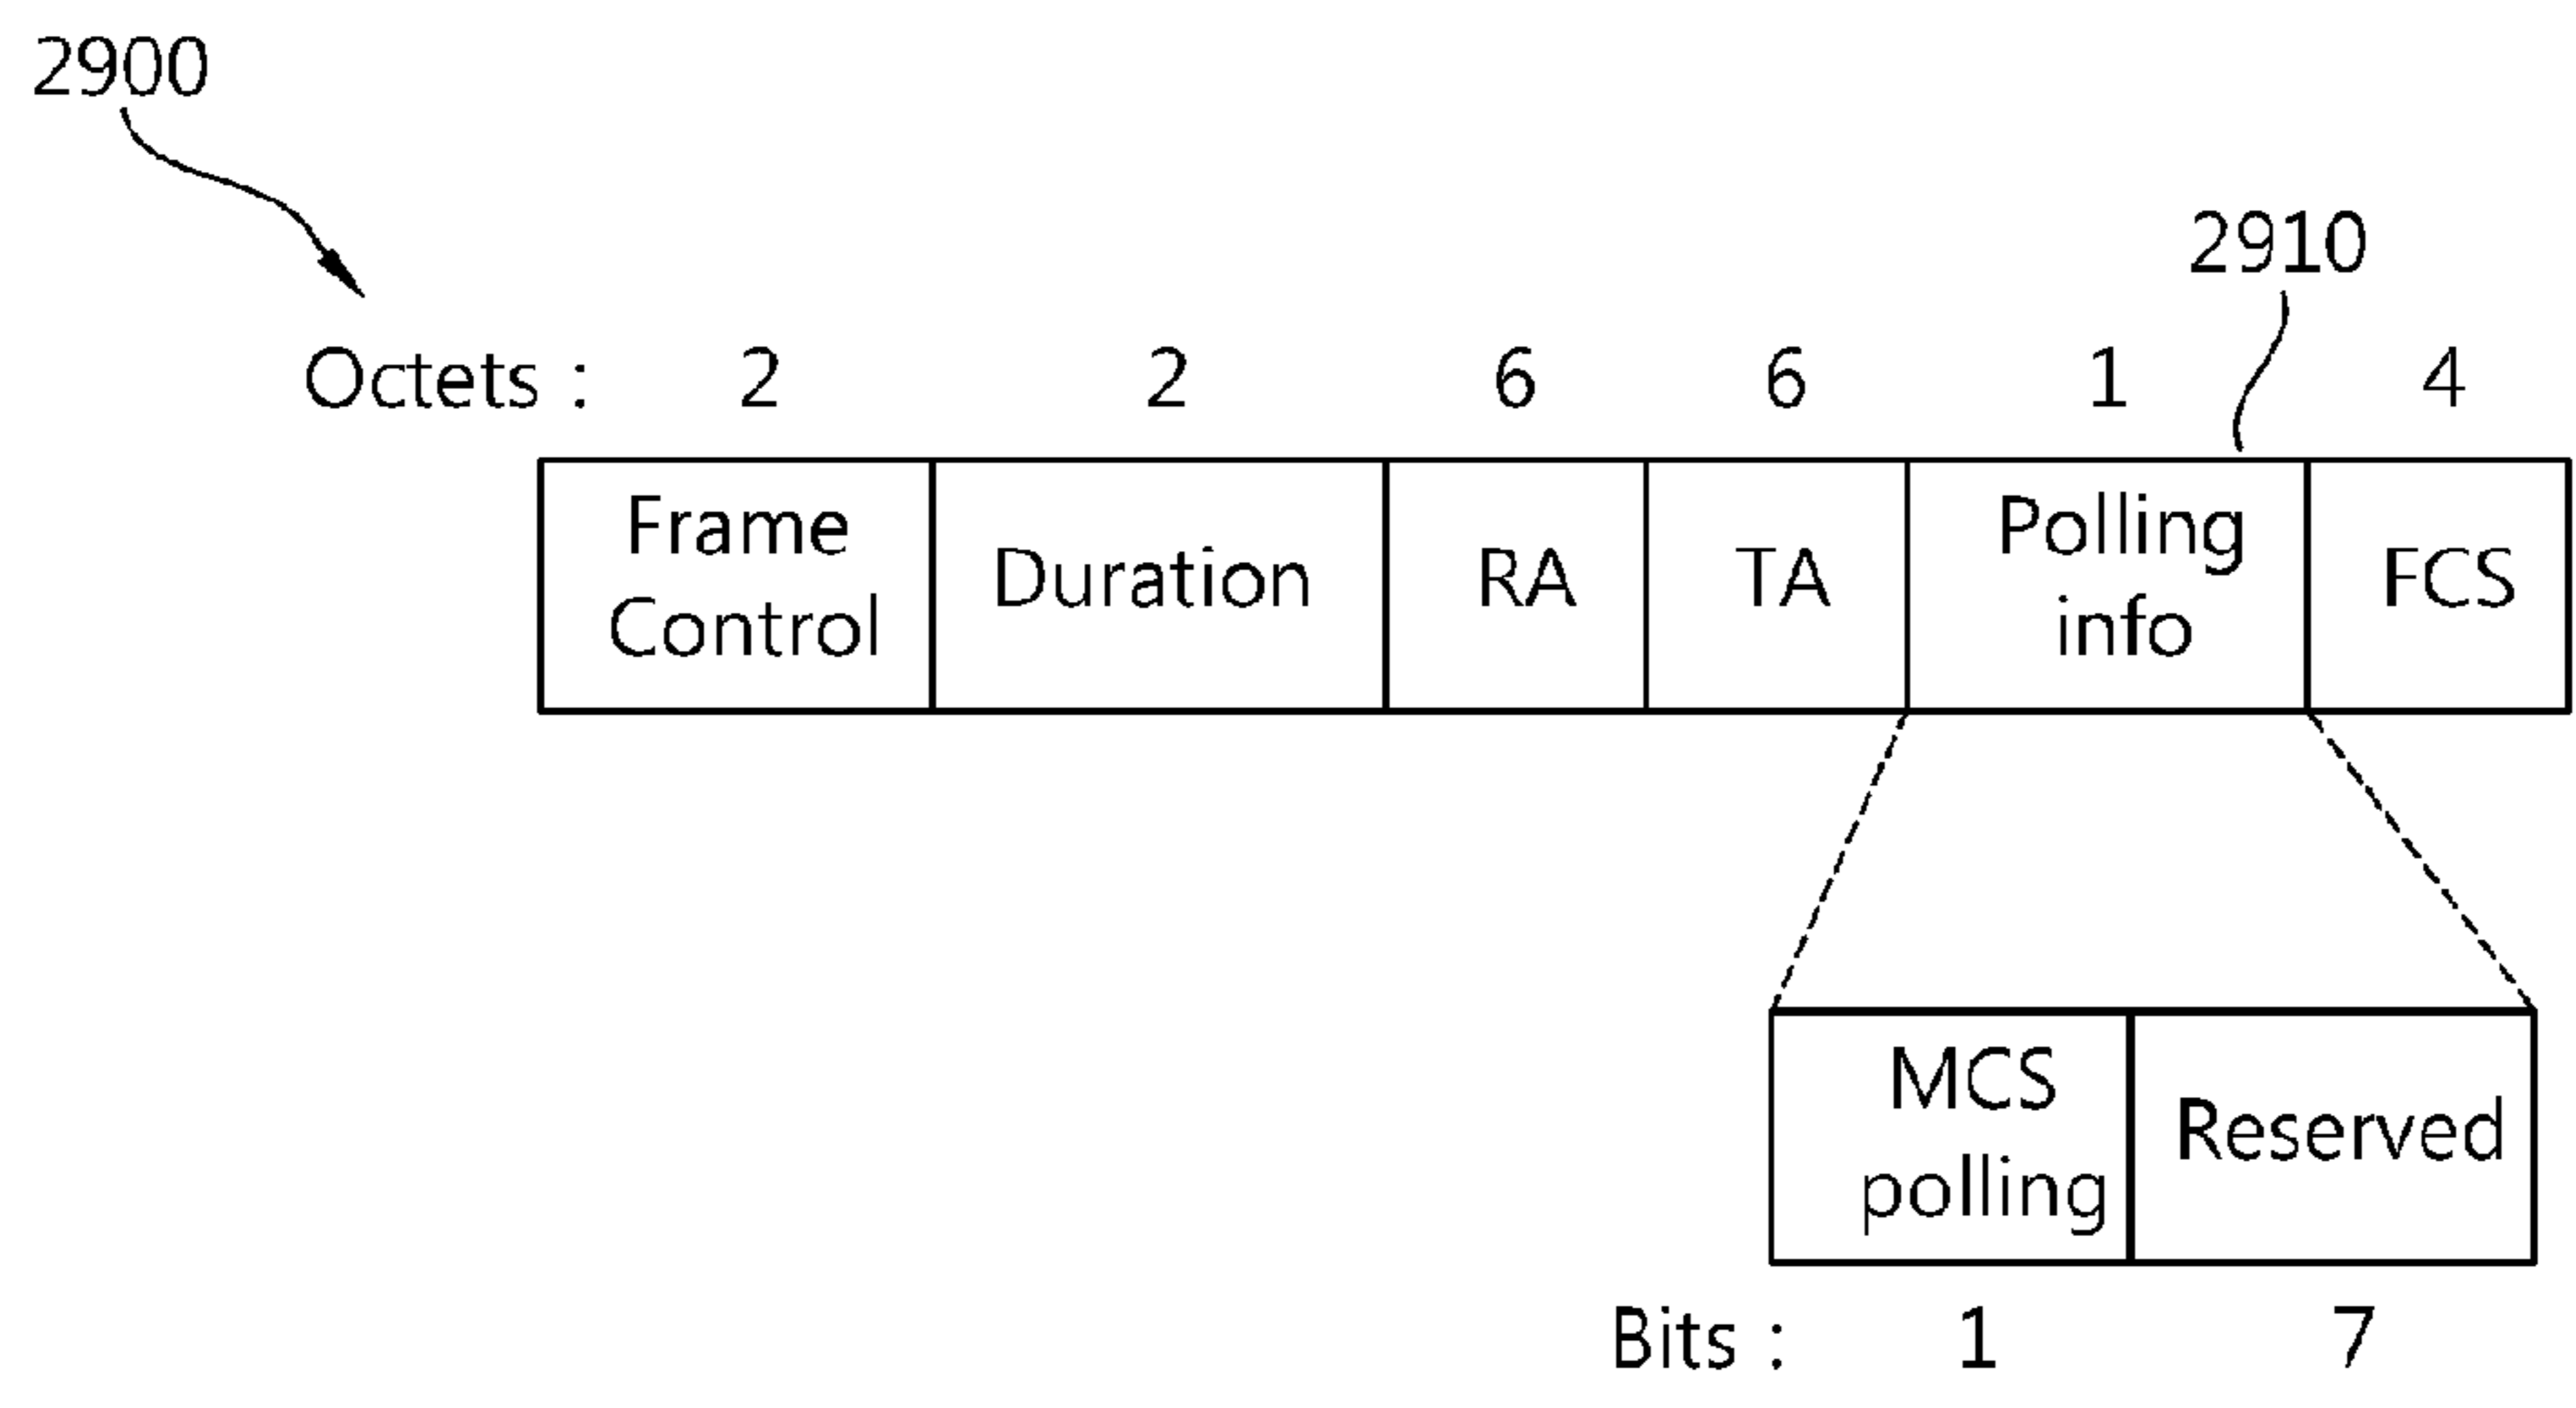 2900
2910
Octets : 2 2 6 6 1 4
Frame Control
Duration
RA
TA
Polling info
FCS
MCS polling
Reserved
Bits : 1 7